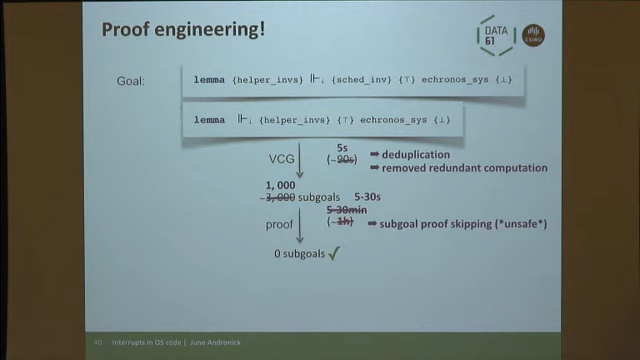 Proof engineering!
DATA
61
CSIRO
Goal:
lemma {helper_invs} ⊩ᵢ {sched_inv} {⊤} echronos_sys {⊥}
lemma ⊩ᵢ {helper_invs} {⊤} echronos_sys {⊥}
5s
VCG (~90s) ➡ deduplication
➡ removed redundant computation
1,000
~3,000 subgoals 5-30s
5-30min
proof (~1h) ➡ subgoal proof skipping (*unsafe*)
0 subgoals ✓
40 Interrupts in OS code | June Andronick